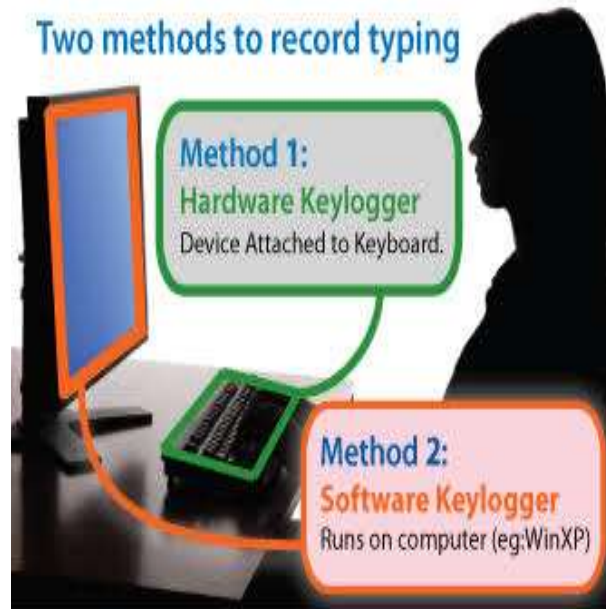 Two methods to record typing
Method 1:
Hardware Keylogger
Device Attached to Keyboard.
Method 2:
Software Keylogger
Runs on computer (eg:WinXP)